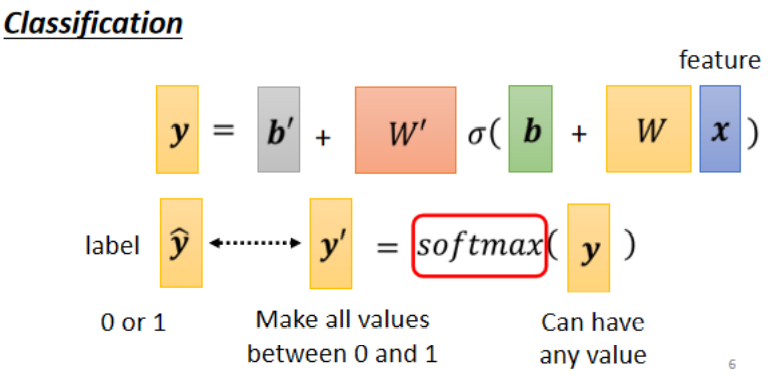 Classification
feature
y = b' + W' σ( b + W x )
label ŷ y' = softmax( y )
0 or 1
Make all values
between 0 and 1
Can have
any value
6